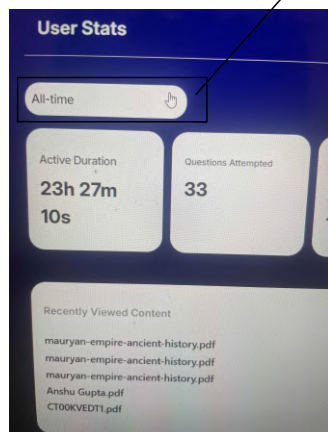 User Stats
All-time
Active Duration
Questions Attempted
23h 27m
10s
33
Recently Viewed Content
mauryan-empire-ancient-history.pdf
mauryan-empire-ancient-history.pdf
mauryan-empire-ancient-history.pdf
Anshu Gupta.pdf
CT00KVEDT1.pdf